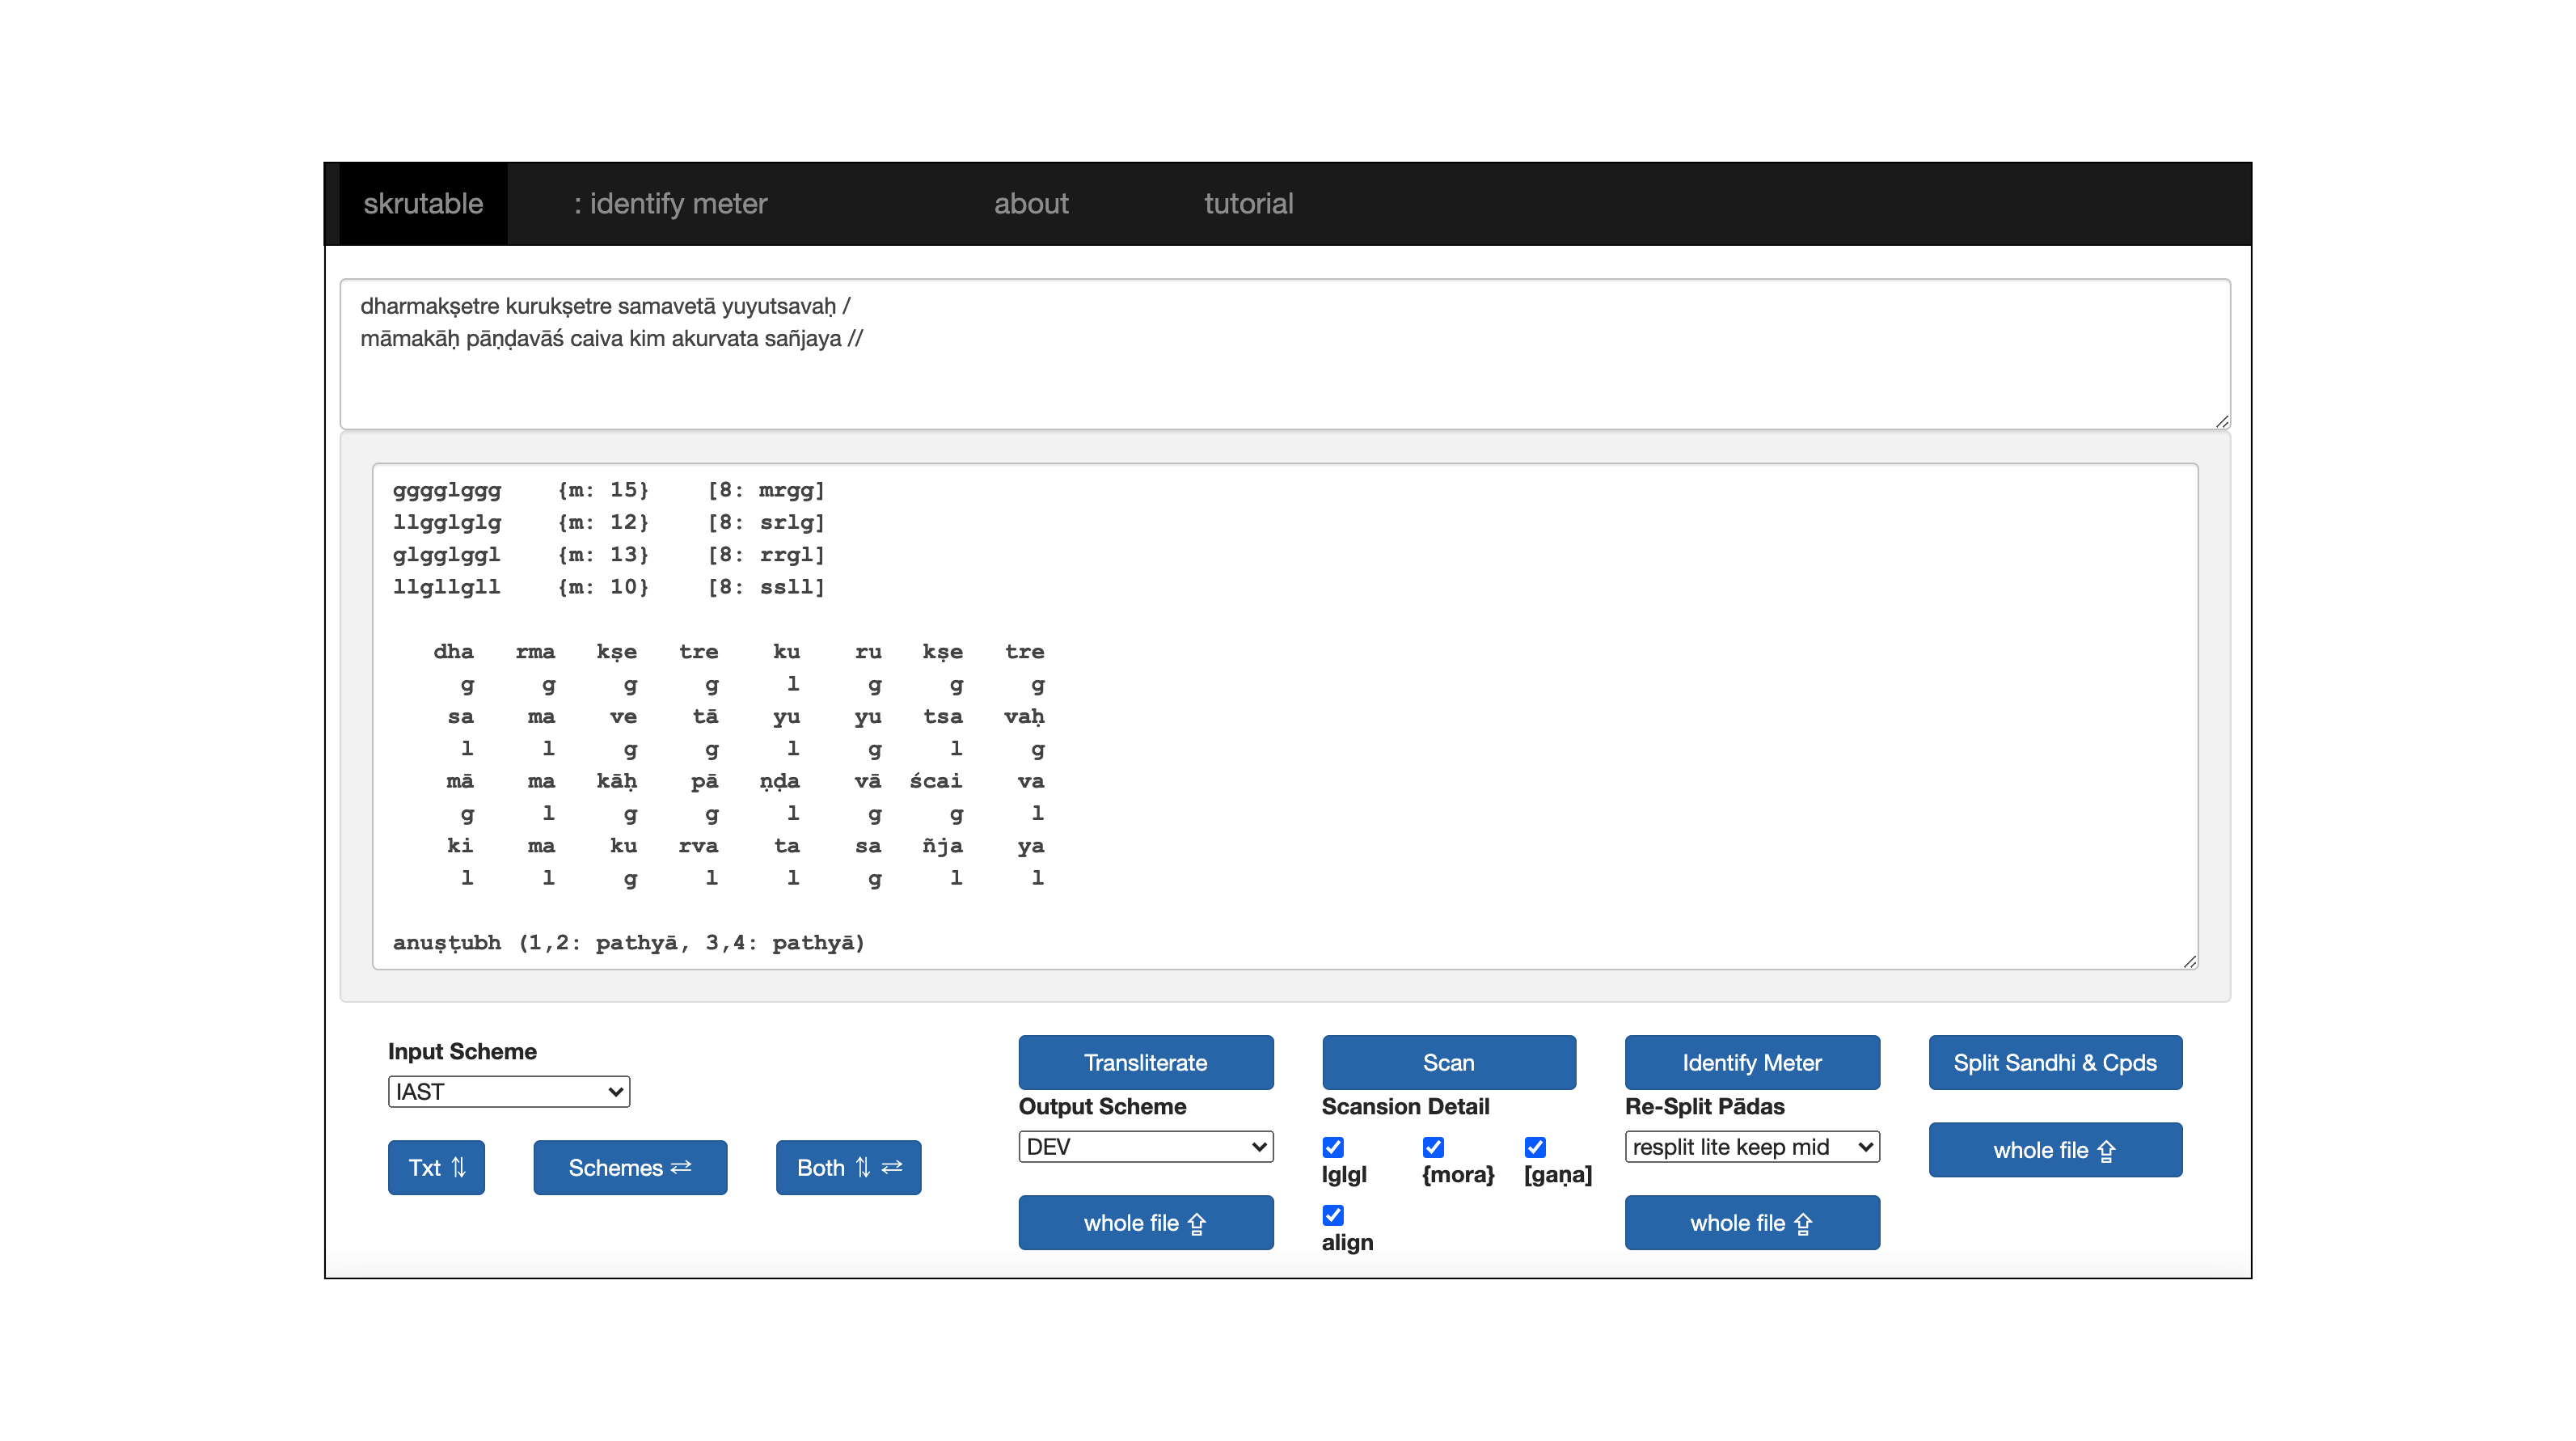 skrutable : identify meter about tutorial
dharmakṣetre kurukṣetre samavetā yuyutsavaḥ /
māmakāḥ pāṇḍavāś caiva kim akurvata sañjaya //
gggglggg {m: 15} [8: mrgg]
llgglglg {m: 12} [8: srlg]
glgglggl {m: 13} [8: rrgl]
llgllgll {m: 10} [8: ssll]
dha rma kṣe tre ku ru kṣe tre
g g g g l g g g
sa ma ve tā yu yu tsa vaḥ
l l g g l g l g
mā ma kāḥ pā ṇḍa vā ścai va
g l g g l g g l
ki ma ku rva ta sa ñja ya
l l g l l g l l
anuṣṭubh (1,2: pathyā, 3,4: pathyā)
Input Scheme
IAST
Txt ⇅ Schemes ⇄ Both ⇅ ⇄
Transliterate Scan Identify Meter Split Sandhi & Cpds
Output Scheme Scansion Detail Re-Split Pādas
DEV
resplit lite keep mid
whole file ⇪
lglgl {mora} [gaṇa]
whole file ⇪
whole file ⇪
align